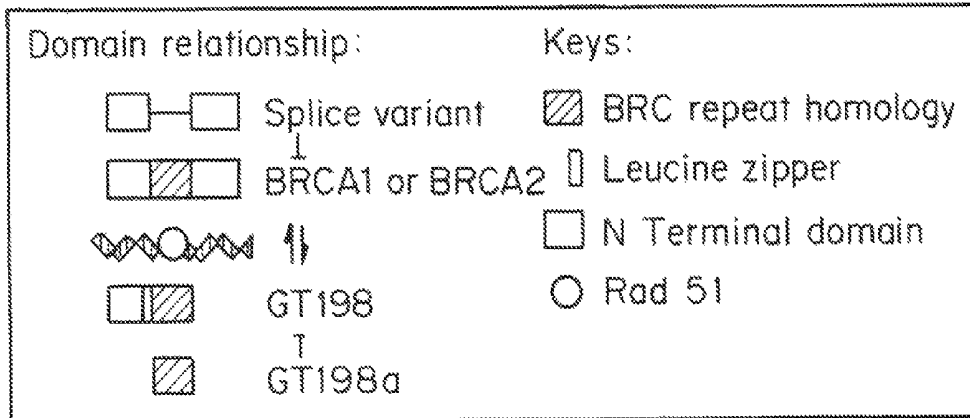 Domain relationship:
Splice variant
BRCA1 or BRCA2
GT198
GT198a
Keys:
BRC repeat homology
Leucine zipper
N Terminal domain
Rad 51